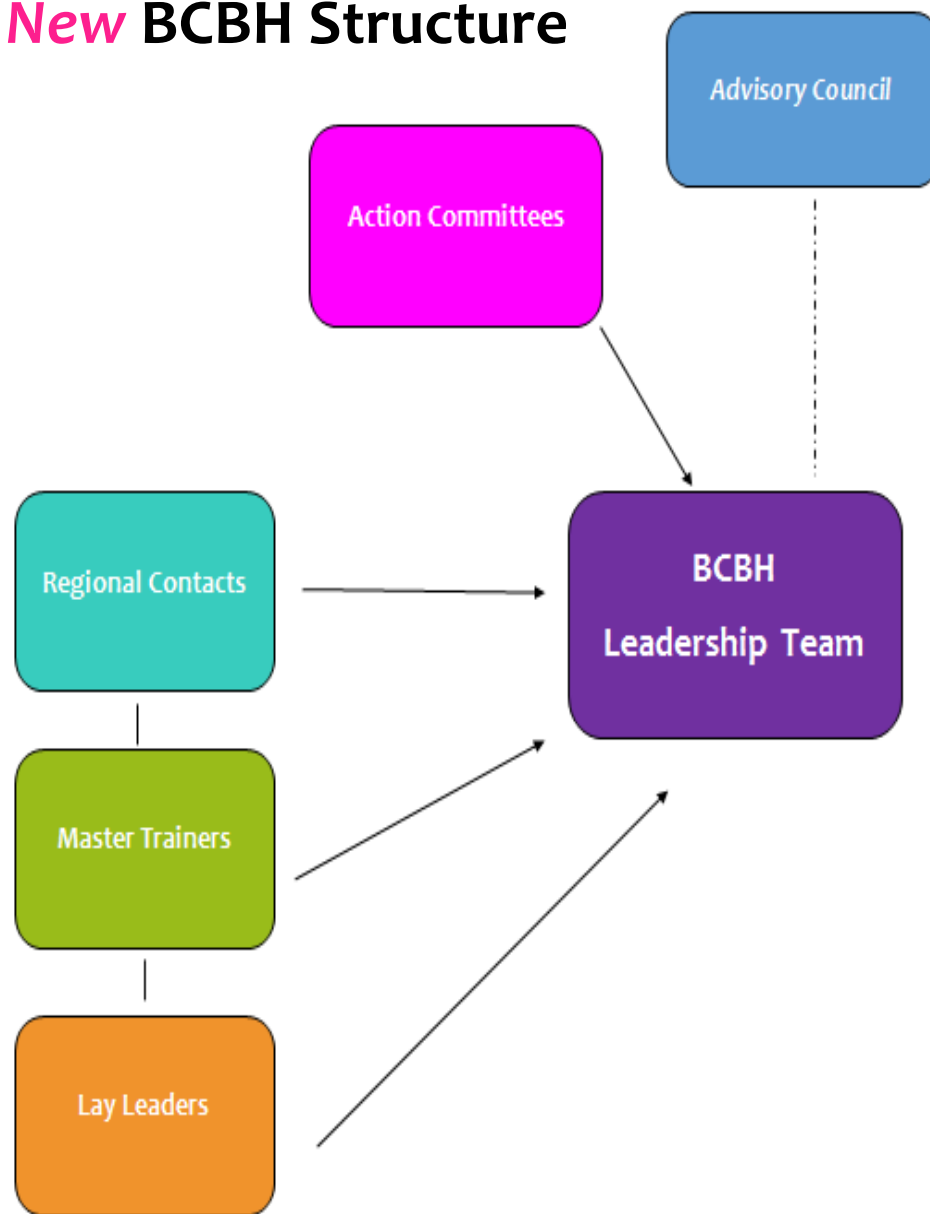 New BCBH Structure
Advisory Council
Action Committees
Regional Contacts
BCBH
Leadership Team
Master Trainers
Lay Leaders